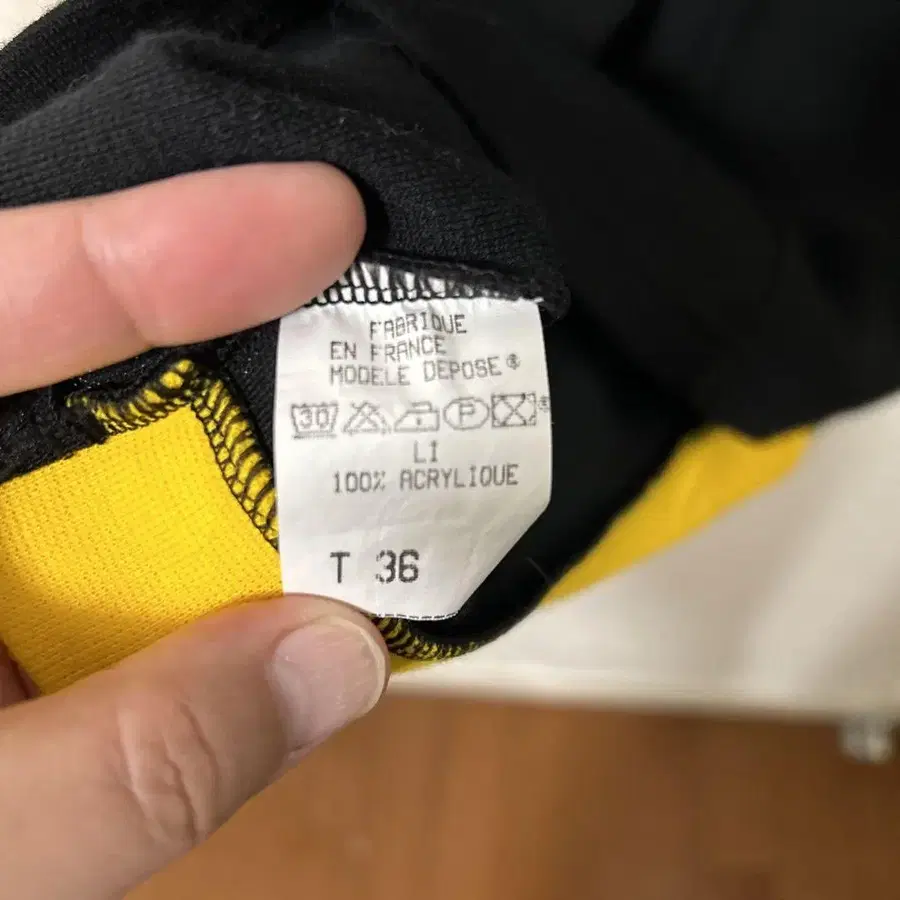 FABRIQUE
EN FRANCE
MODELE DEPOSE®
30 P ®
LI
100% ACRYLIQUE
T 36